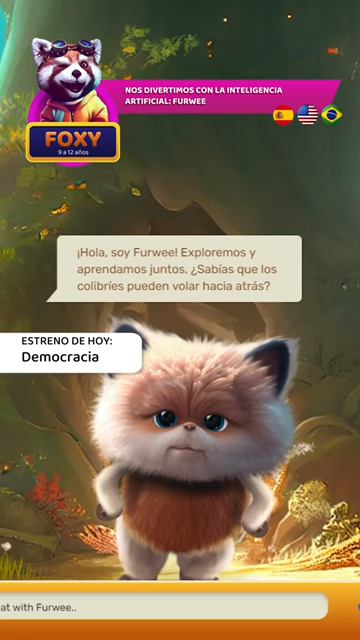 NOS DIVERTIMOS CON LA INTELIGENCIA
ARTIFICIAL: FURWEE
FOXY
9 a 12 años
¡Hola, soy Furwee! Exploremos y
aprendamos juntos. ¿Sabías que los
colibríes pueden volar hacia atrás?
ESTRENO DE HOY:
Democracia
at with Furwee..